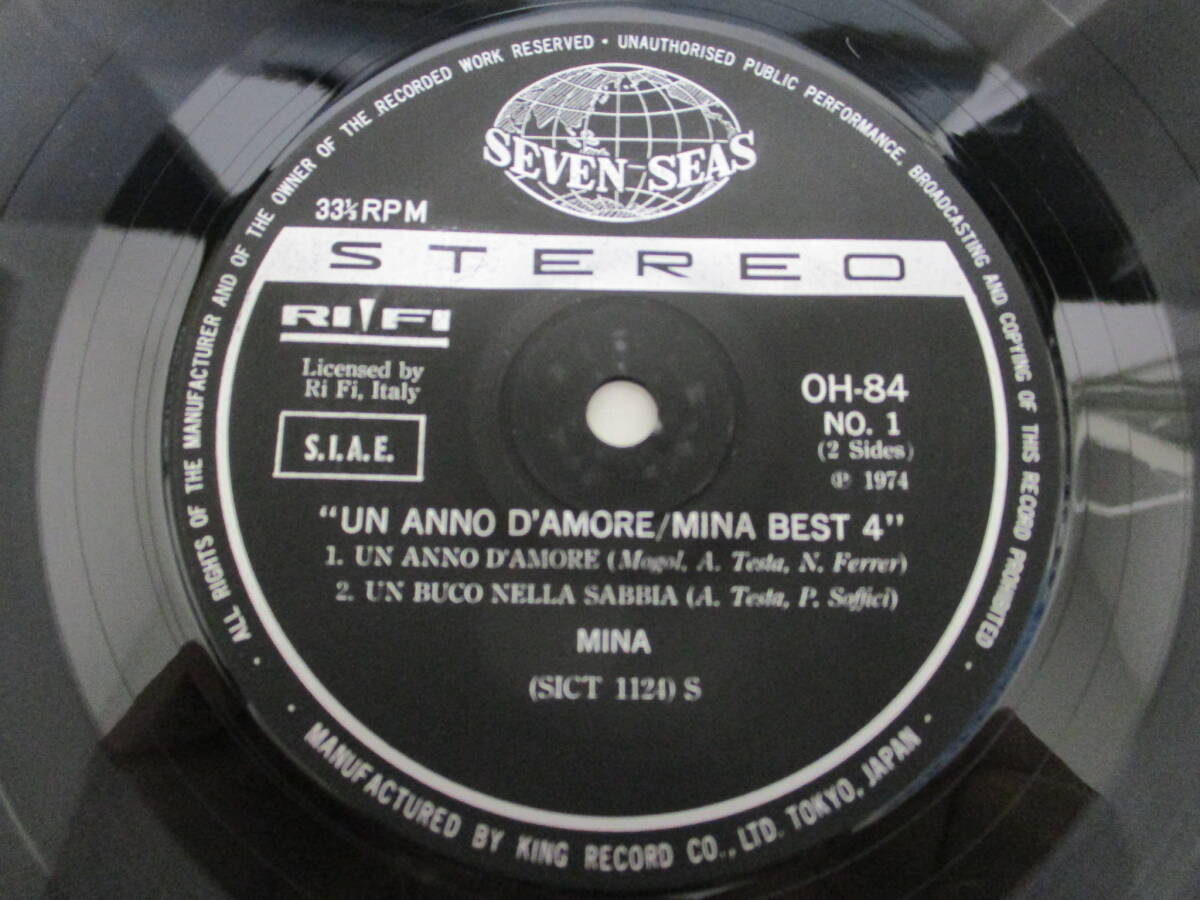 ALL RIGHTS OF THE MANUFACTURER AND OF THE OWNER OF THE RECORDED WORK RESERVED • UNAUTHORISED PUBLIC PERFORMANCE, BROADCASTING AND COPYING OF THIS RECORD PROHIBITED •
SEVEN SEAS
33⅓ RPM
STEREO
RI FI
Licensed by
Ri Fi, Italy
S.I.A.E.
OH-84
NO. 1
(2 Sides)
℗ 1974
"UN ANNO D'AMORE/MINA BEST 4"
1. UN ANNO D'AMORE (Mogol, A. Testa, N. Ferrer)
2. UN BUCO NELLA SABBIA (A. Testa, P. Soffici)
MINA
(SICT 1124) S
• MANUFACTURED BY KING RECORD CO., LTD. TOKYO, JAPAN •